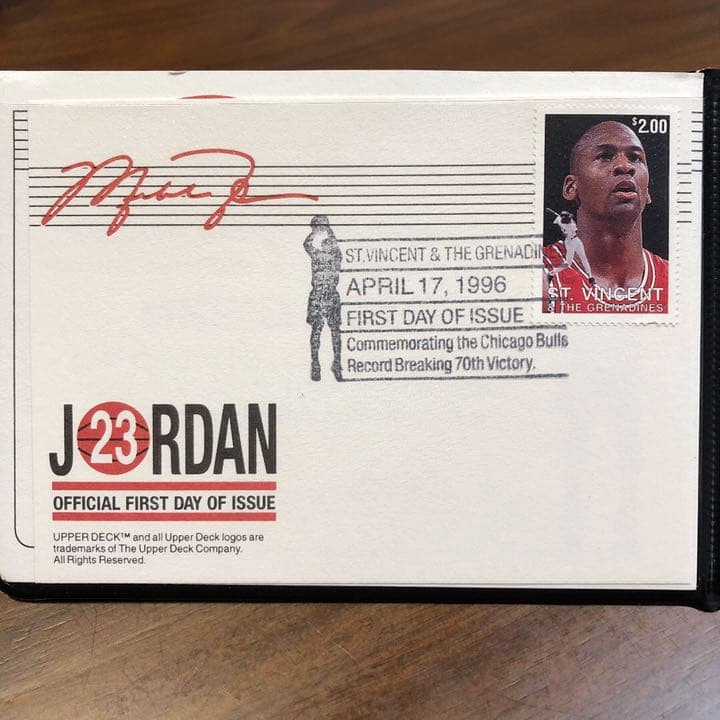 $2.00
ST. VINCENT
& THE GRENADINES
ST.VINCENT & THE GRENADINE
APRIL 17, 1996
FIRST DAY OF ISSUE
Commemorating the Chicago Bulls
Record Breaking 70th Victory.
J23RDAN
OFFICIAL FIRST DAY OF ISSUE
UPPER DECK™ and all Upper Deck logos are
trademarks of The Upper Deck Company.
All Rights Reserved.